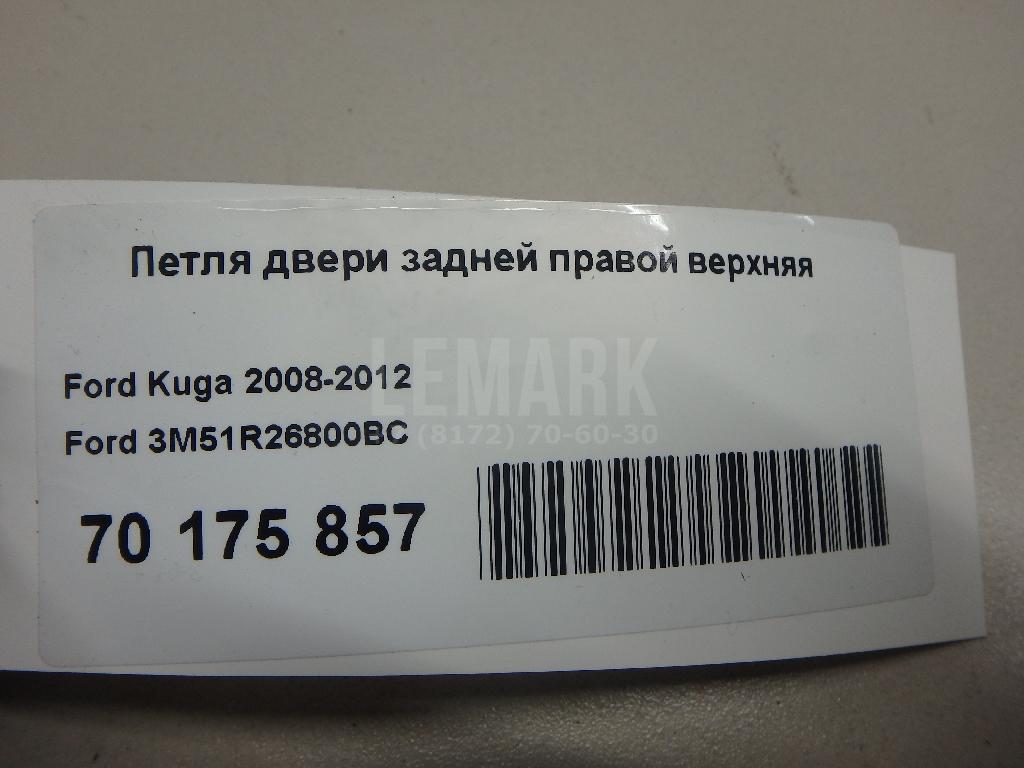 Петля двери задней правой верхняя
LEMARK
Ford Kuga 2008-2012
(8172) 70-60-30
Ford 3M51R26800BC
70 175 857